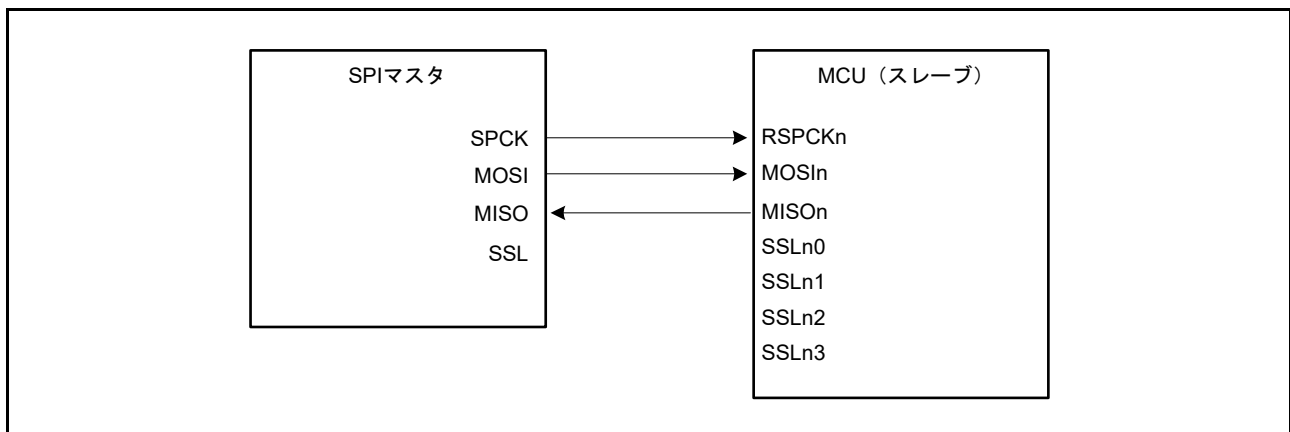 SPIマスタ
SPCK
MOSI
MISO
SSL
MCU（スレーブ）
RSPCKn
MOSIn
MISOn
SSLn0
SSLn1
SSLn2
SSLn3